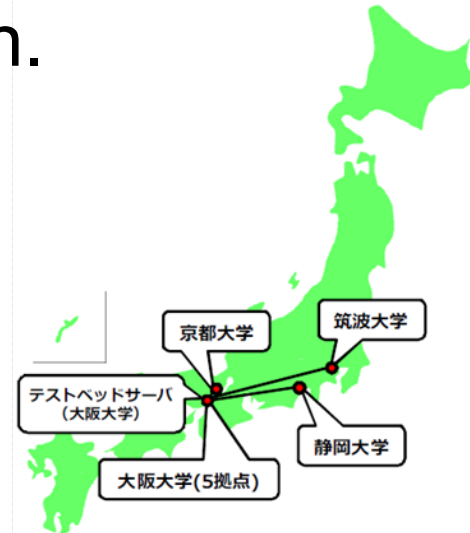 n.
京都大学
筑波大学
テストベッドサーバ
（大阪大学）
静岡大学
大阪大学(5拠点)